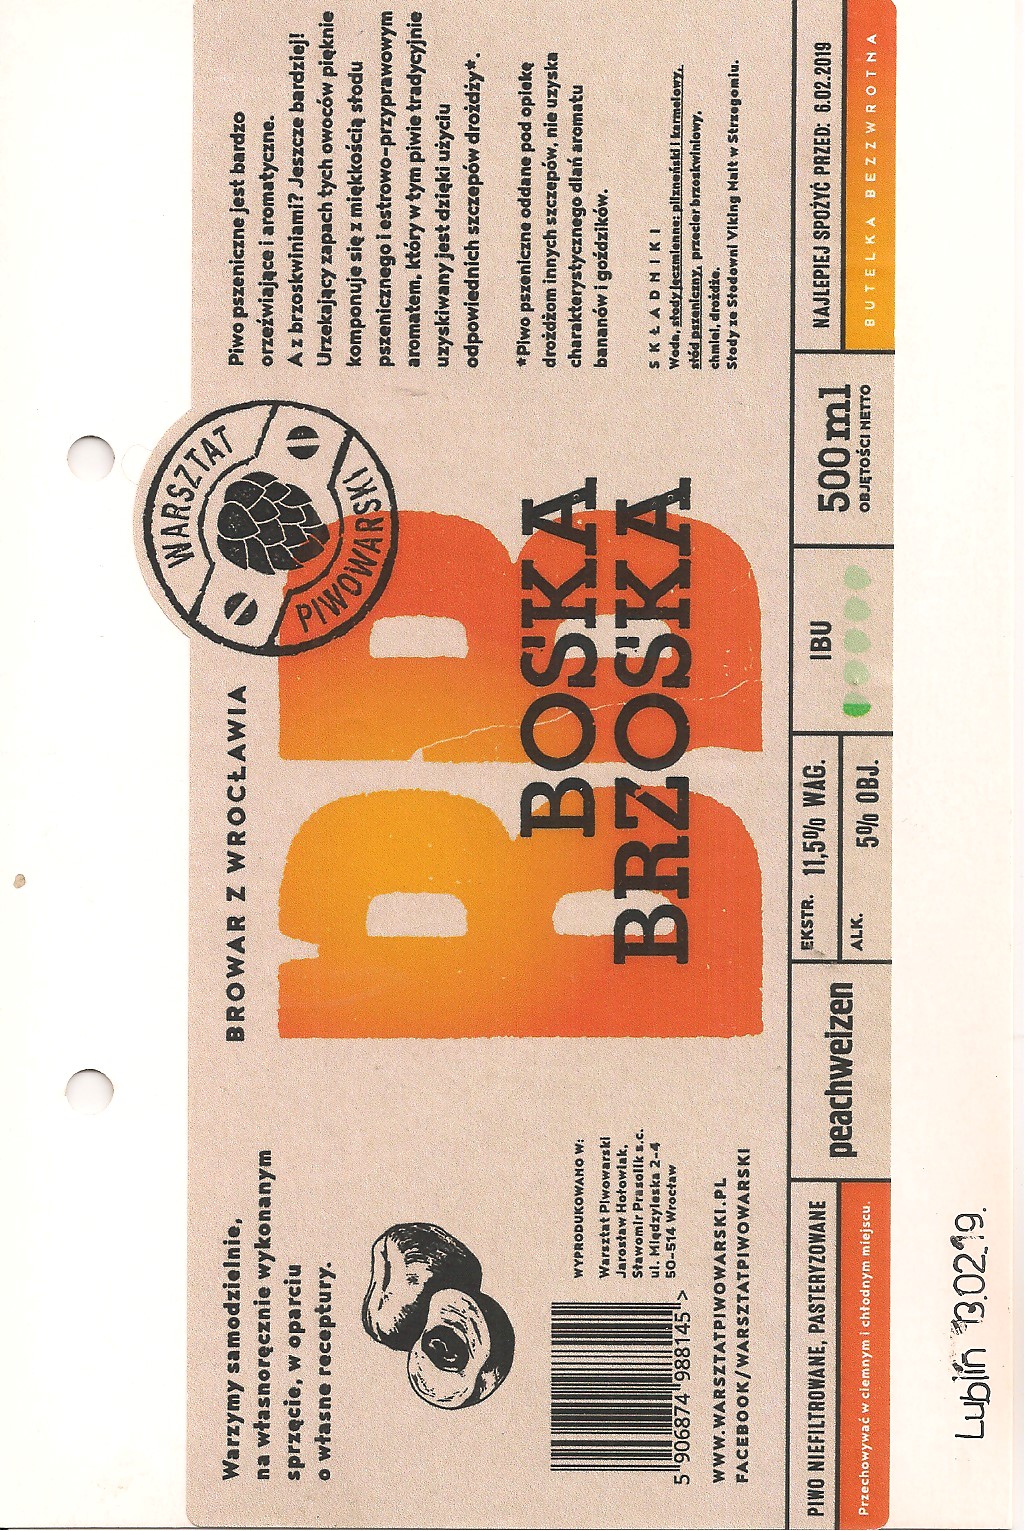 Warzymy samodzielnie,
na własnoręcznie wykonanym
sprzęcie, w oparciu
o własne receptury.
5 906874 988145 >
WYPRODUKOWANO W:
Warsztat Piwowarski
Jarosław Hołowiak,
Sławomir Prasolik s.c.
ul. Międzyleska 2-4
50-514 Wrocław
WWW.WARSZTATPIWOWARSKI.PL
FACEBOOK/WARSZTATPIWOWARSKI
BROWAR Z WROCŁAWIA
WARSZTAT
PIWOWARSKI
BB
BOSKA
BRZOSKA
Piwo pszeniczne jest bardzo
orzeźwiające i aromatyczne.
A z brzoskwiniami? Jeszcze bardziej!
Urzekający zapach tych owoców pięknie
komponuje się z miękkością słodu
pszenicznego i estrowo-przyprawowym
aromatem, który w tym piwie tradycyjnie
uzyskiwany jest dzięki użyciu
odpowiednich szczepów drożdży*.
*Piwo pszeniczne oddane pod opiekę
drożdżom innych szczepów, nie uzyska
charakterystycznego dlań aromatu
bananów i goździków.
SKŁADNIKI
Woda, słody jęczmienne: pilzneński i karmelowy,
słód pszeniczny, przecier brzoskwiniowy,
chmiel, drożdże.
Słody ze Słodowni Viking Malt w Strzegomiu.
PIWO NIEFILTROWANE, PASTERYZOWANE
Przechowywać w ciemnym i chłodnym miejscu.
peachweizen
EKSTR. 11,5% WAG.
ALK. 5% OBJ.
IBU
500 ml
OBJĘTOŚCI NETTO
NAJLEPIEJ SPOŻYĆ PRZED: 6.02.2019
BUTELKA BEZZWROTNA
Lublin 13.02.19.